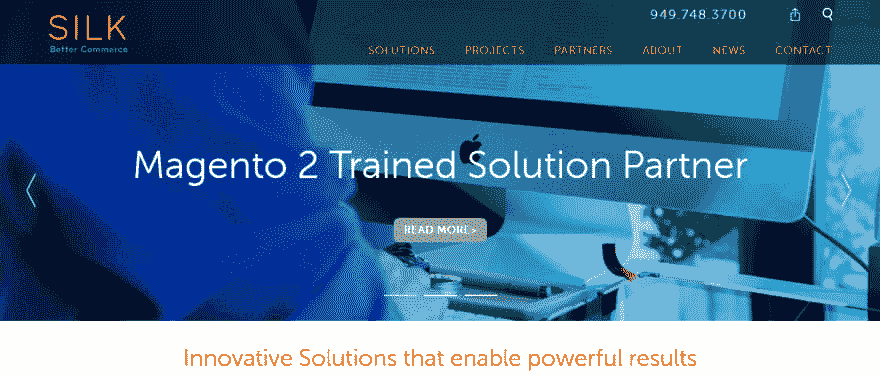 949.748.3700
SILK
Better Commerce
SOLUTIONS PROJECTS PARTNERS ABOUT NEWS CONTACT
Magento 2 Trained Solution Partner
READ MORE >
Innovative Solutions that enable powerful results